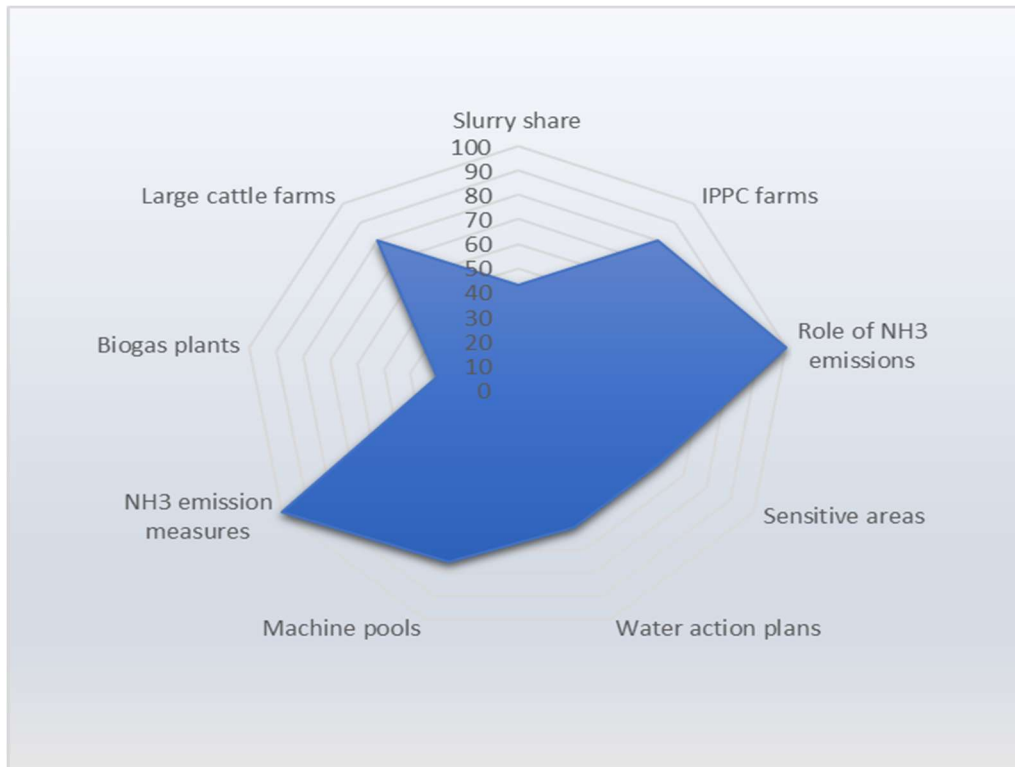 Slurry share
100
90
80
70
60
50
40
30
20
10
0
IPPC farms
Role of NH3
emissions
Sensitive areas
Water action plans
Machine pools
NH3 emission
measures
Biogas plants
Large cattle farms